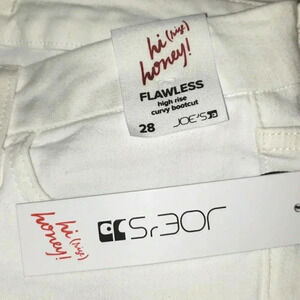 hi (rise)
honey!
FLAWLESS
high rise
curvy bootcut
28 JOE'S
hi (rise)
honey!
JOE'S